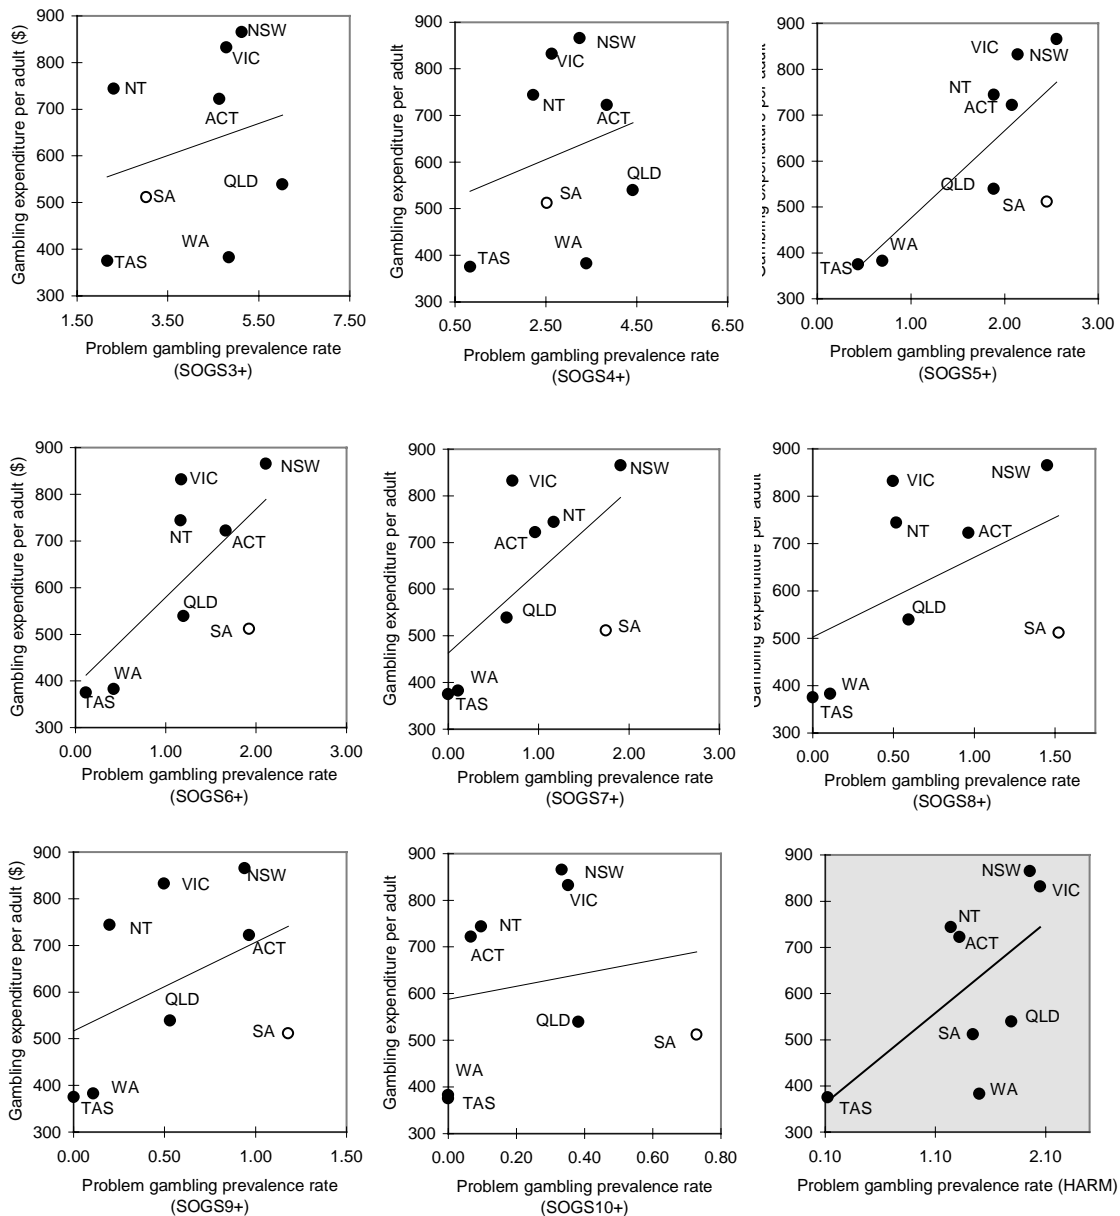 Gambling expenditure per adult ($)
900
800
700
600
500
400
300
NSW
VIC
NT
ACT
QLD
SA
WA
TAS
1.50 3.50 5.50 7.50
Problem gambling prevalence rate
(SOGS3+)
Gambling expenditure per adult
900
800
700
600
500
400
300
NSW
VIC
NT
ACT
QLD
SA
WA
TAS
0.50 2.50 4.50 6.50
Problem gambling prevalence rate
(SOGS4+)
Gambling expenditure per adult
900
800
700
600
500
400
300
VIC NSW
NT
ACT
QLD
SA
WA
TAS
0.00 1.00 2.00 3.00
Problem gambling prevalence rate
(SOGS5+)
Gambling expenditure per adult ($)
900
800
700
600
500
400
300
NSW
VIC
NT
ACT
QLD
SA
WA
TAS
0.00 1.00 2.00 3.00
Problem gambling prevalence rate
(SOGS6+)
Gambling expenditure per adult
900
800
700
600
500
400
300
NSW
VIC
NT
ACT
QLD
SA
WA
TAS
0.00 1.00 2.00 3.00
Problem gambling prevalence rate
(SOGS7+)
Gambling expenditure per adult
900
800
700
600
500
400
300
NSW
VIC
NT
ACT
QLD
SA
WA
TAS
0.00 0.50 1.00 1.50
Problem gambling prevalence rate
(SOGS8+)
Gambling expenditure per adult ($)
900
800
700
600
500
400
300
NSW
VIC
NT
ACT
QLD
SA
WA
TAS
0.00 0.50 1.00 1.50
Problem gambling prevalence rate
(SOGS9+)
Gambling expenditure per adult
900
800
700
600
500
400
300
NSW
VIC
NT
ACT
QLD
SA
WA
TAS
0.00 0.20 0.40 0.60 0.80
Problem gambling prevalence rate
(SOGS10+)
900
800
700
600
500
400
300
NSW
VIC
NT
ACT
QLD
SA
WA
TAS
0.10 1.10 2.10
Problem gambling prevalence rate (HARM)